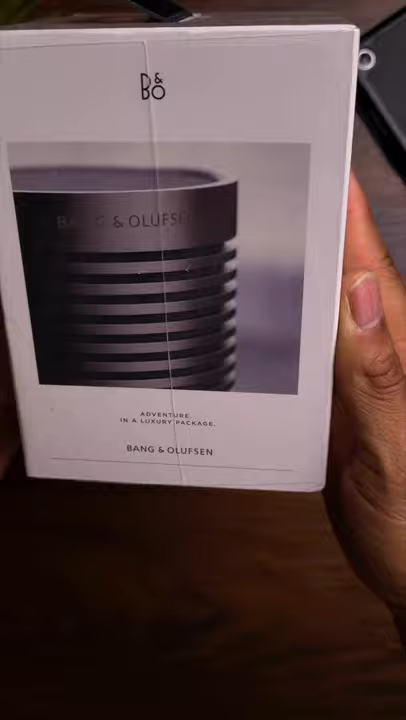 B&O
BANG & OLUFSEN
ADVENTURE
IN A LUXURY PACKAGE.
BANG & OLUFSEN